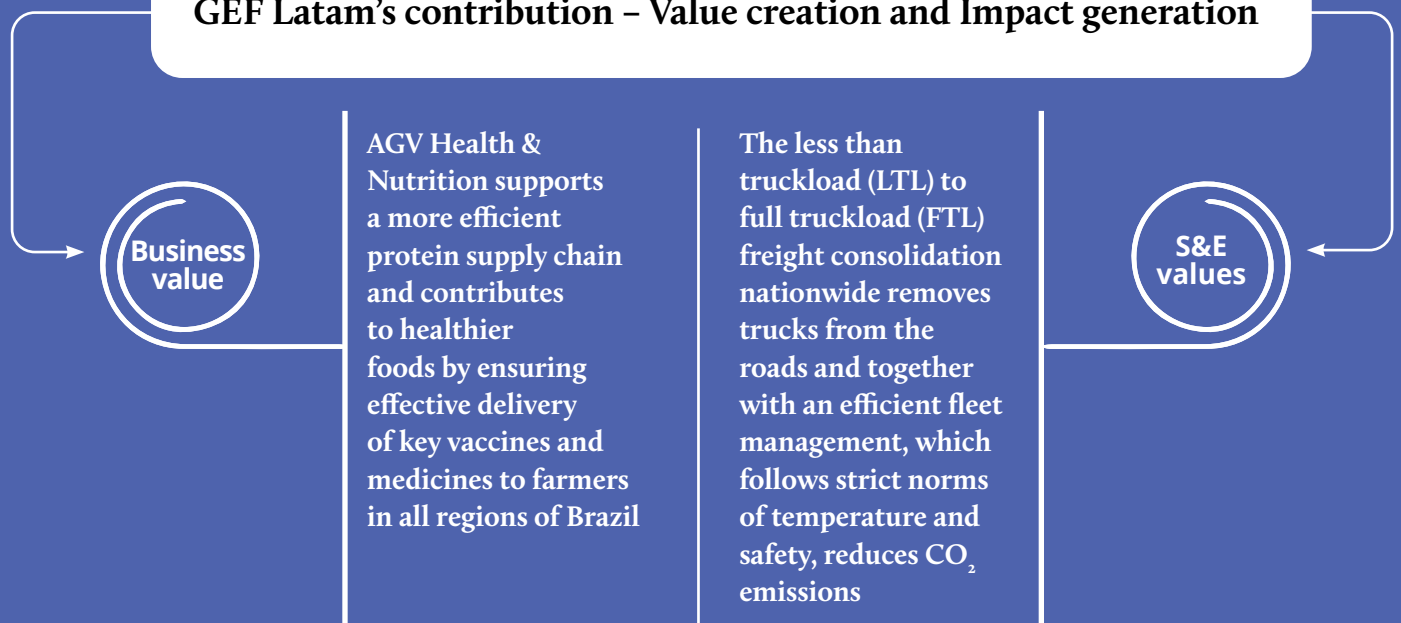 GEF Latam's contribution – Value creation and Impact generation
Business
value
AGV Health &
Nutrition supports
a more efficient
protein supply chain
and contributes
to healthier
foods by ensuring
effective delivery
of key vaccines and
medicines to farmers
in all regions of Brazil
The less than
truckload (LTL) to
full truckload (FTL)
freight consolidation
nationwide removes
trucks from the
roads and together
with an efficient fleet
management, which
follows strict norms
of temperature and
safety, reduces CO₂
emissions
S&E
values